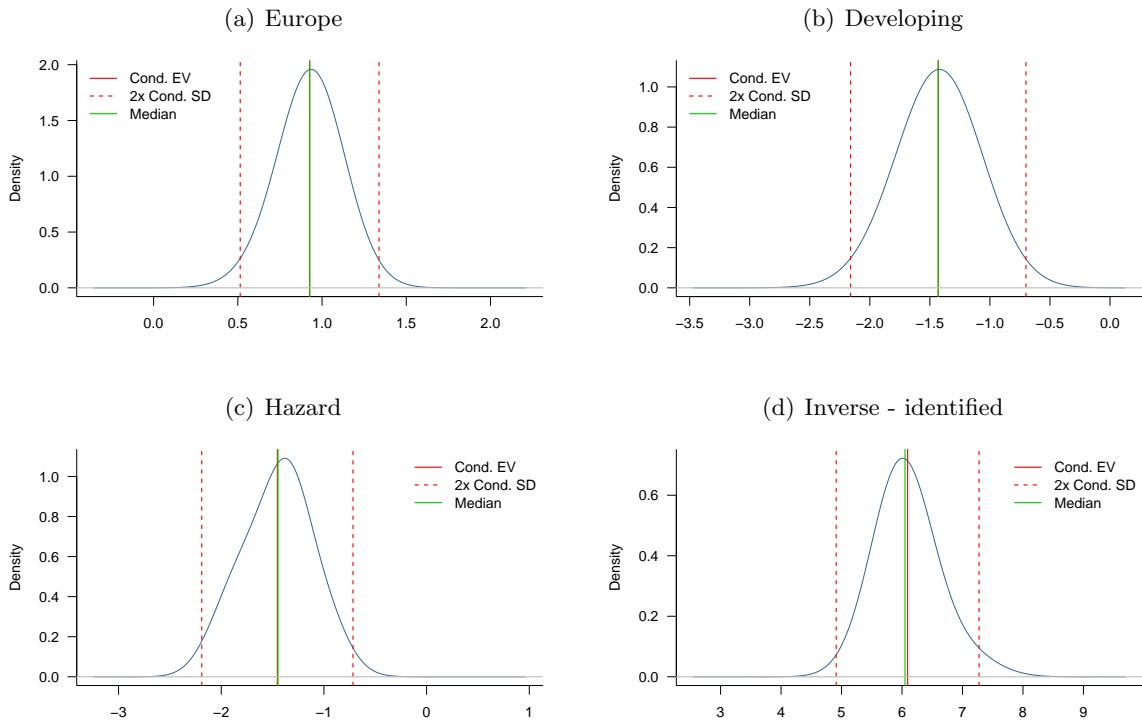 (a) Europe
Density
2.0
1.5
1.0
0.5
0.0
Cond. EV
2x Cond. SD
Median
0.0 0.5 1.0 1.5 2.0
(b) Developing
Density
1.0
0.8
0.6
0.4
0.2
0.0
Cond. EV
2x Cond. SD
Median
−3.5 −3.0 −2.5 −2.0 −1.5 −1.0 −0.5 0.0
(c) Hazard
Density
1.0
0.8
0.6
0.4
0.2
0.0
Cond. EV
2x Cond. SD
Median
−3 −2 −1 0 1
(d) Inverse - identified
Density
0.6
0.4
0.2
0.0
Cond. EV
2x Cond. SD
Median
3 4 5 6 7 8 9